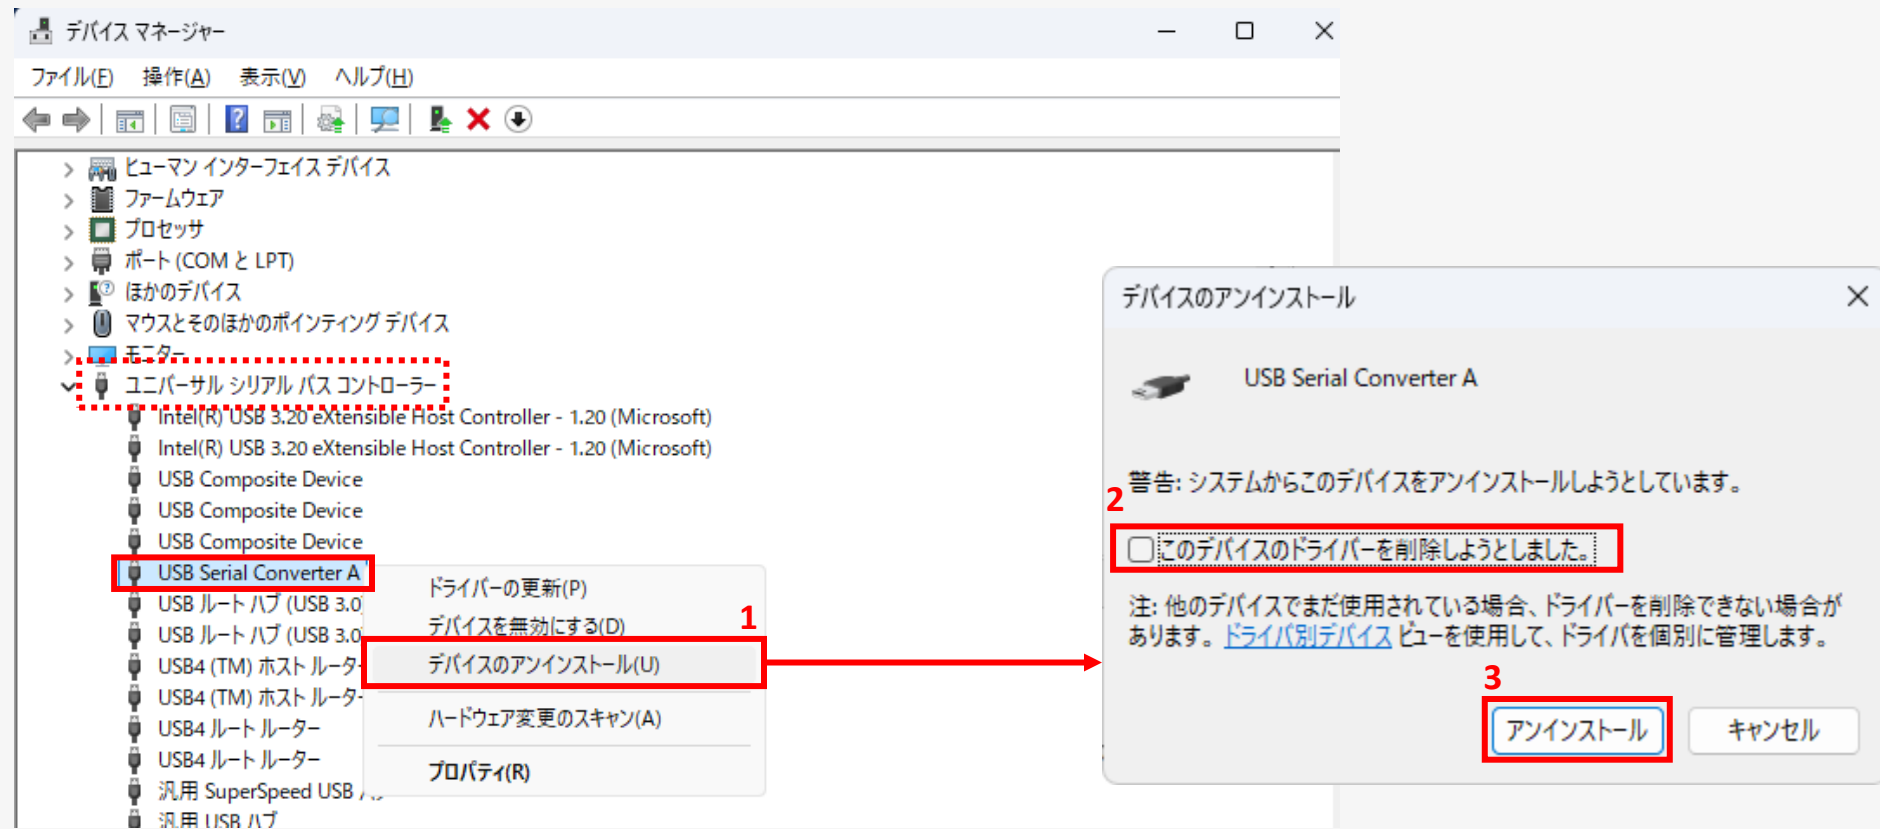 デバイス マネージャー
ファイル(F) 操作(A) 表示(V) ヘルプ(H)
ヒューマン インターフェイス デバイス
ファームウェア
プロセッサ
ポート (COM と LPT)
ほかのデバイス
マウスとそのほかのポインティング デバイス
モニター
ユニバーサル シリアル バス コントローラー
Intel(R) USB 3.20 eXtensible Host Controller - 1.20 (Microsoft)
Intel(R) USB 3.20 eXtensible Host Controller - 1.20 (Microsoft)
USB Composite Device
USB Composite Device
USB Composite Device
USB Serial Converter A
USB ルート ハブ (USB 3.0)
USB ルート ハブ (USB 3.0
USB4 (TM) ホスト ルーター
USB4 (TM) ホスト ルーター
USB4 ルート ルーター
USB4 ルート ルーター
汎用 SuperSpeed USB ハブ
汎用 USB ハブ
ドライバーの更新(P)
デバイスを無効にする(D)
1
デバイスのアンインストール(U)
ハードウェア変更のスキャン(A)
プロパティ(R)
デバイスのアンインストール
USB Serial Converter A
警告: システムからこのデバイスをアンインストールしようとしています。
2
このデバイスのドライバーを削除しようとしました。
注: 他のデバイスでまだ使用されている場合、ドライバーを削除できない場合が
あります。ドライバ別デバイス ビューを使用して、ドライバを個別に管理します。
3
アンインストール
キャンセル